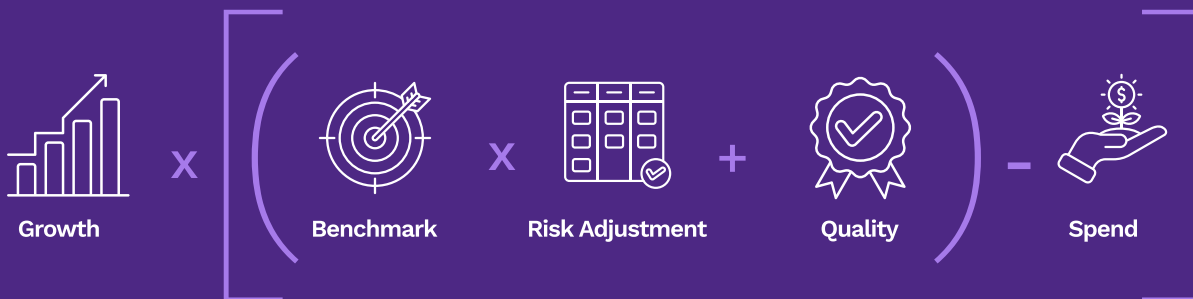 Growth x [ ( Benchmark x Risk Adjustment + Quality ) - Spend ]